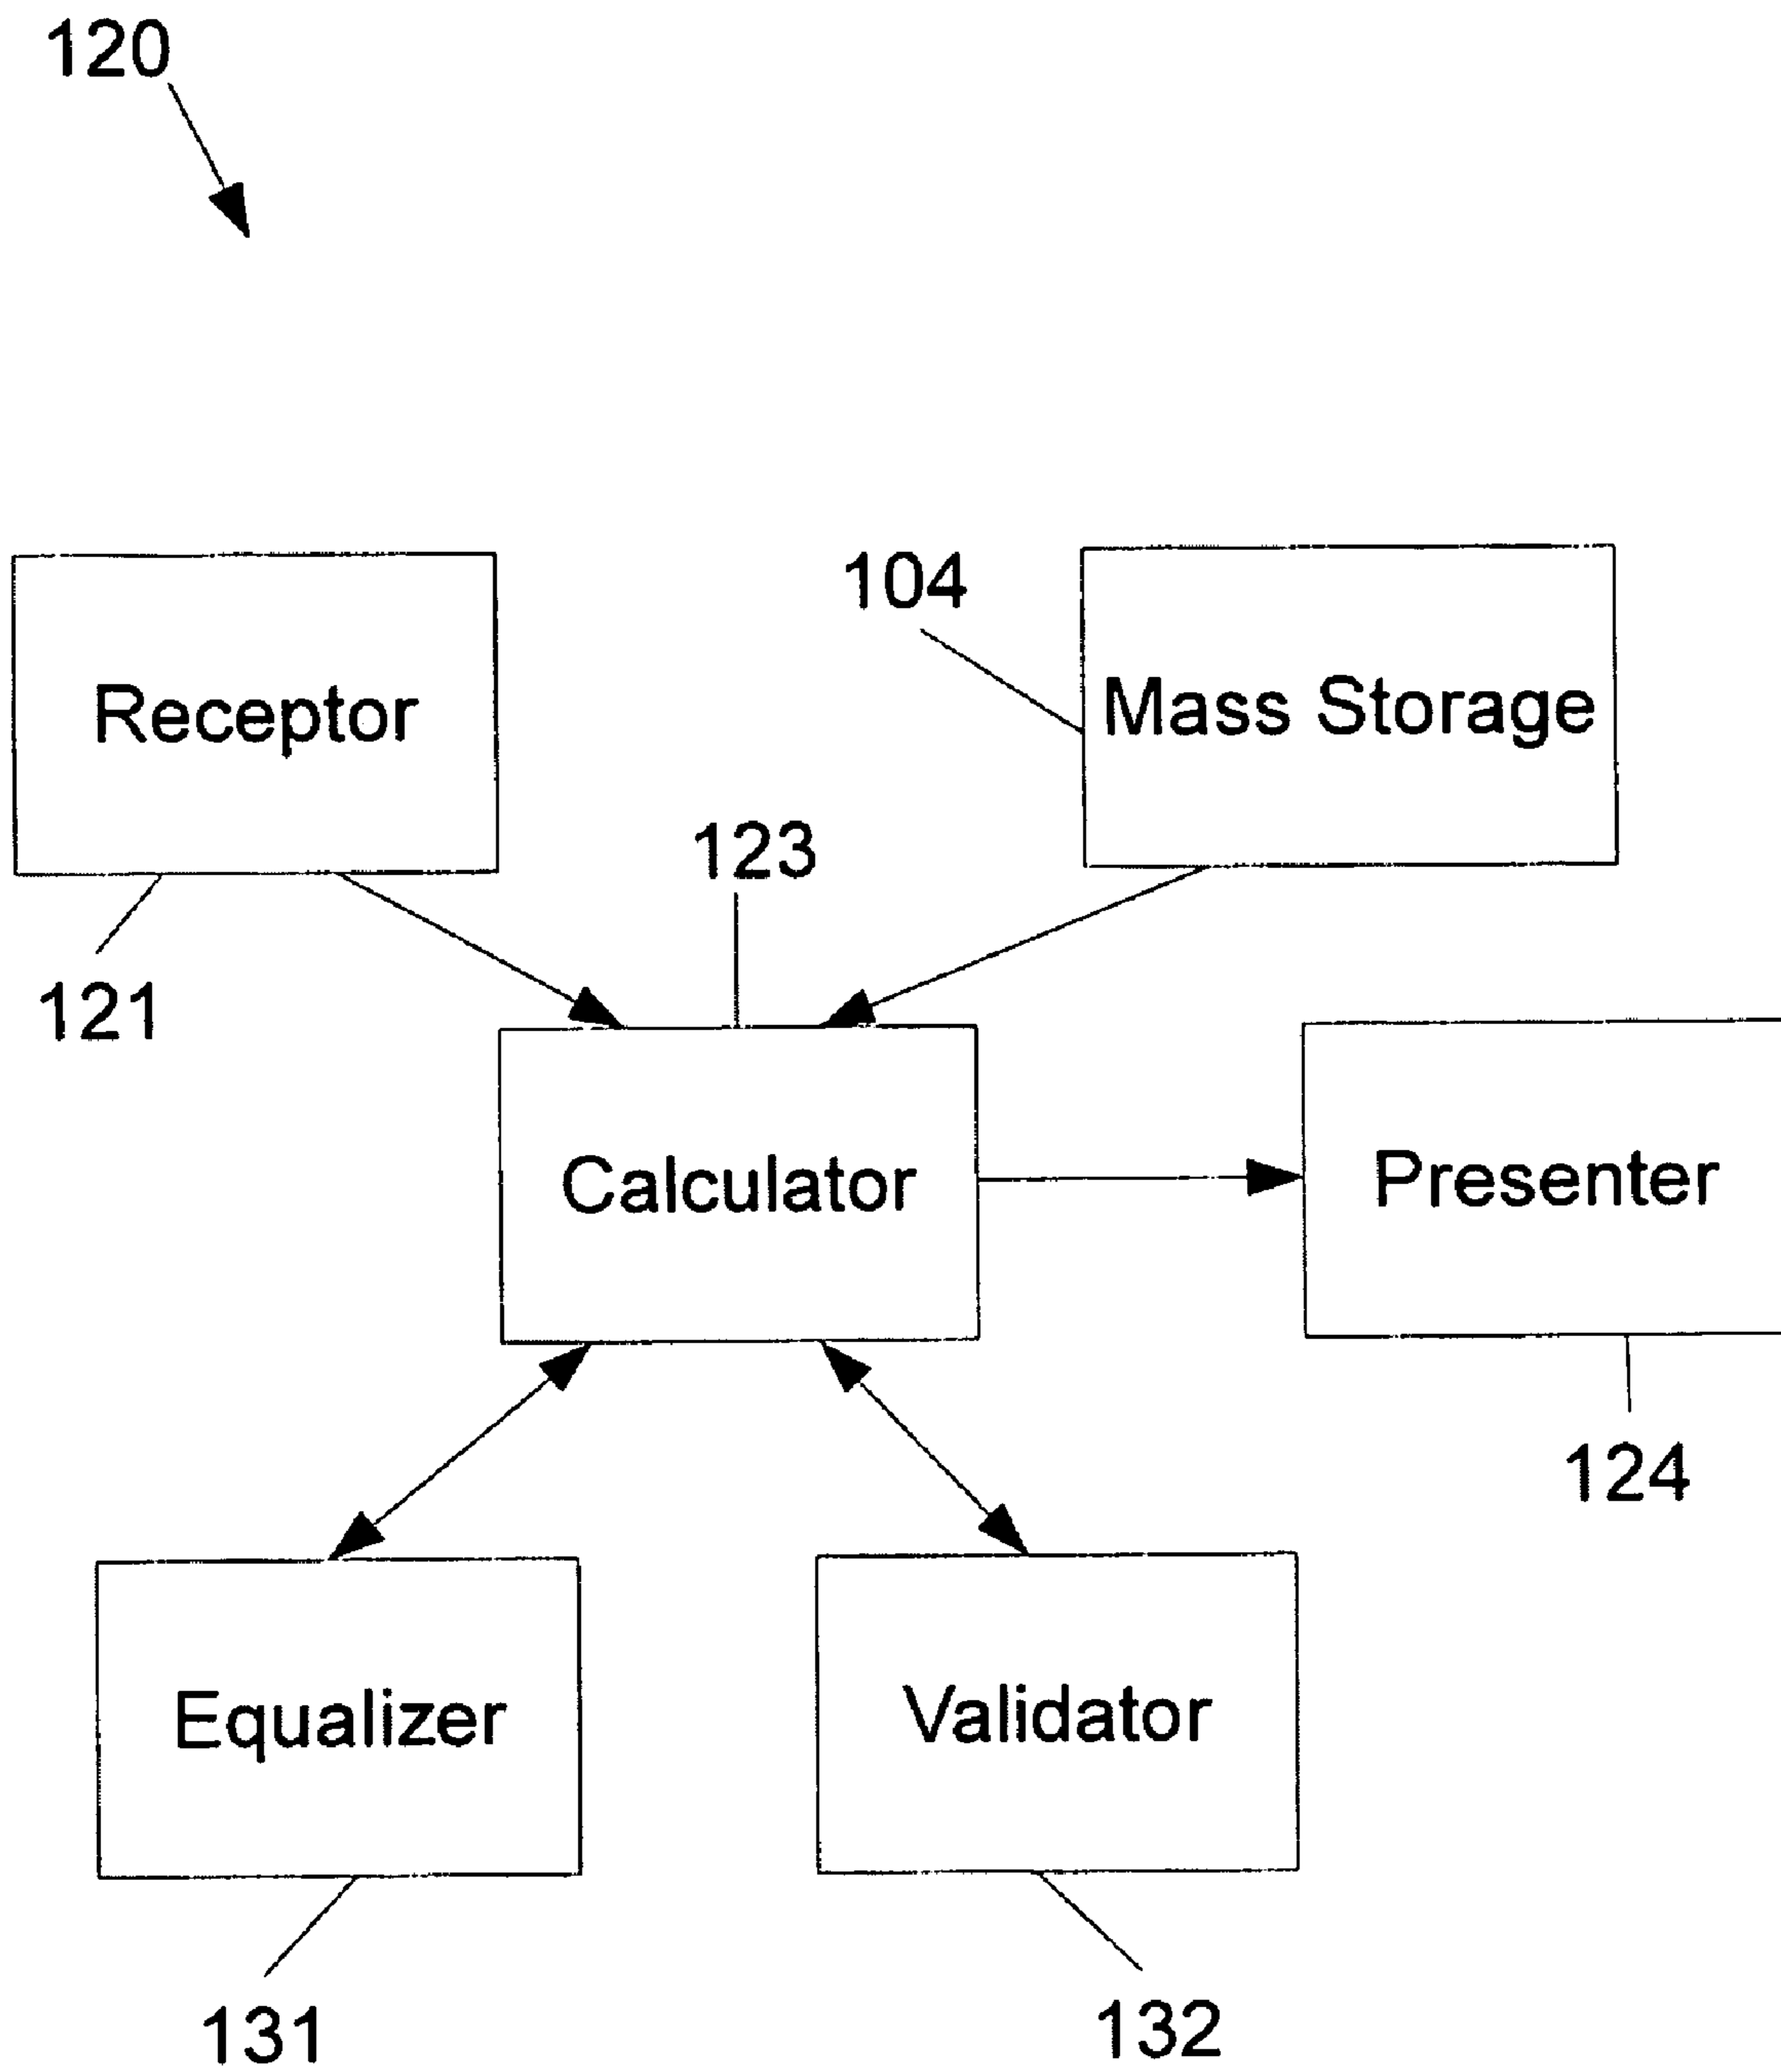 120
104
Receptor
Mass Storage
123
121
Calculator
Presenter
124
Equalizer
Validator
131
132